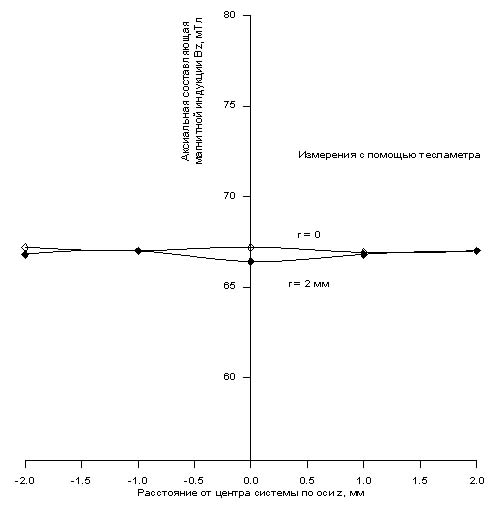 80
Аксиальная составляющая
магнитной индукции Bz, мТл
75
Измерения с помощью тесламетра
70
r = 0
65
r = 2 мм
60
-2.0 -1.5 -1.0 -0.5 0.0 0.5 1.0 1.5 2.0
Расстояние от центра системы по оси z, мм